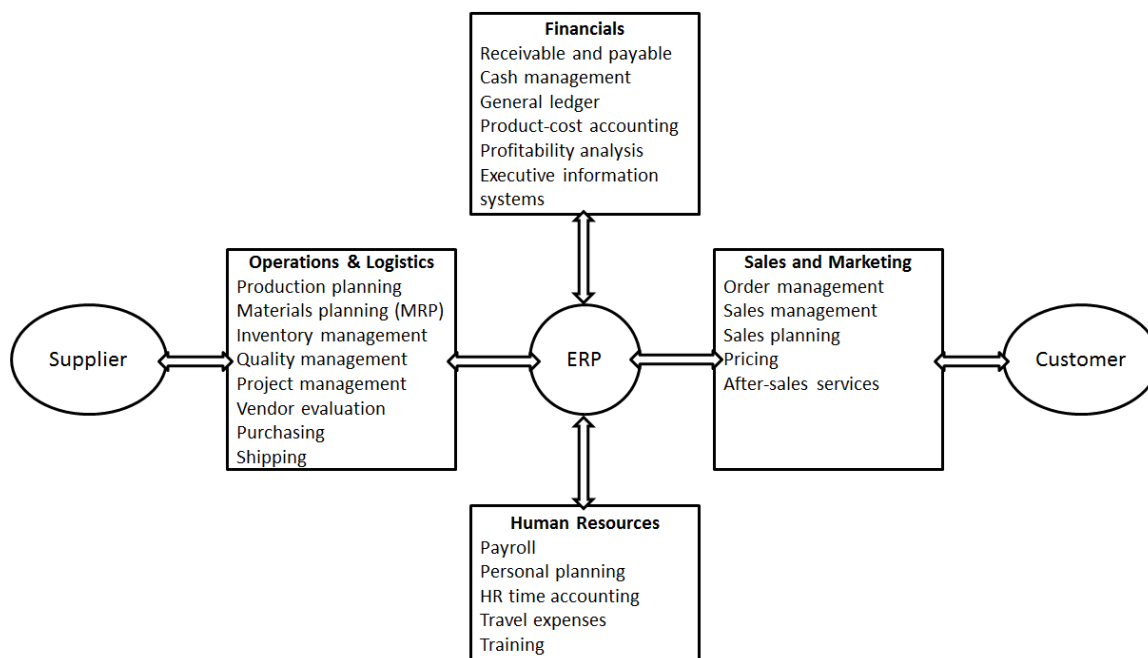 Financials
Receivable and payable
Cash management
General ledger
Product-cost accounting
Profitability analysis
Executive information
systems
Supplier
Operations & Logistics
Production planning
Materials planning (MRP)
Inventory management
Quality management
Project management
Vendor evaluation
Purchasing
Shipping
ERP
Sales and Marketing
Order management
Sales management
Sales planning
Pricing
After-sales services
Customer
Human Resources
Payroll
Personal planning
HR time accounting
Travel expenses
Training